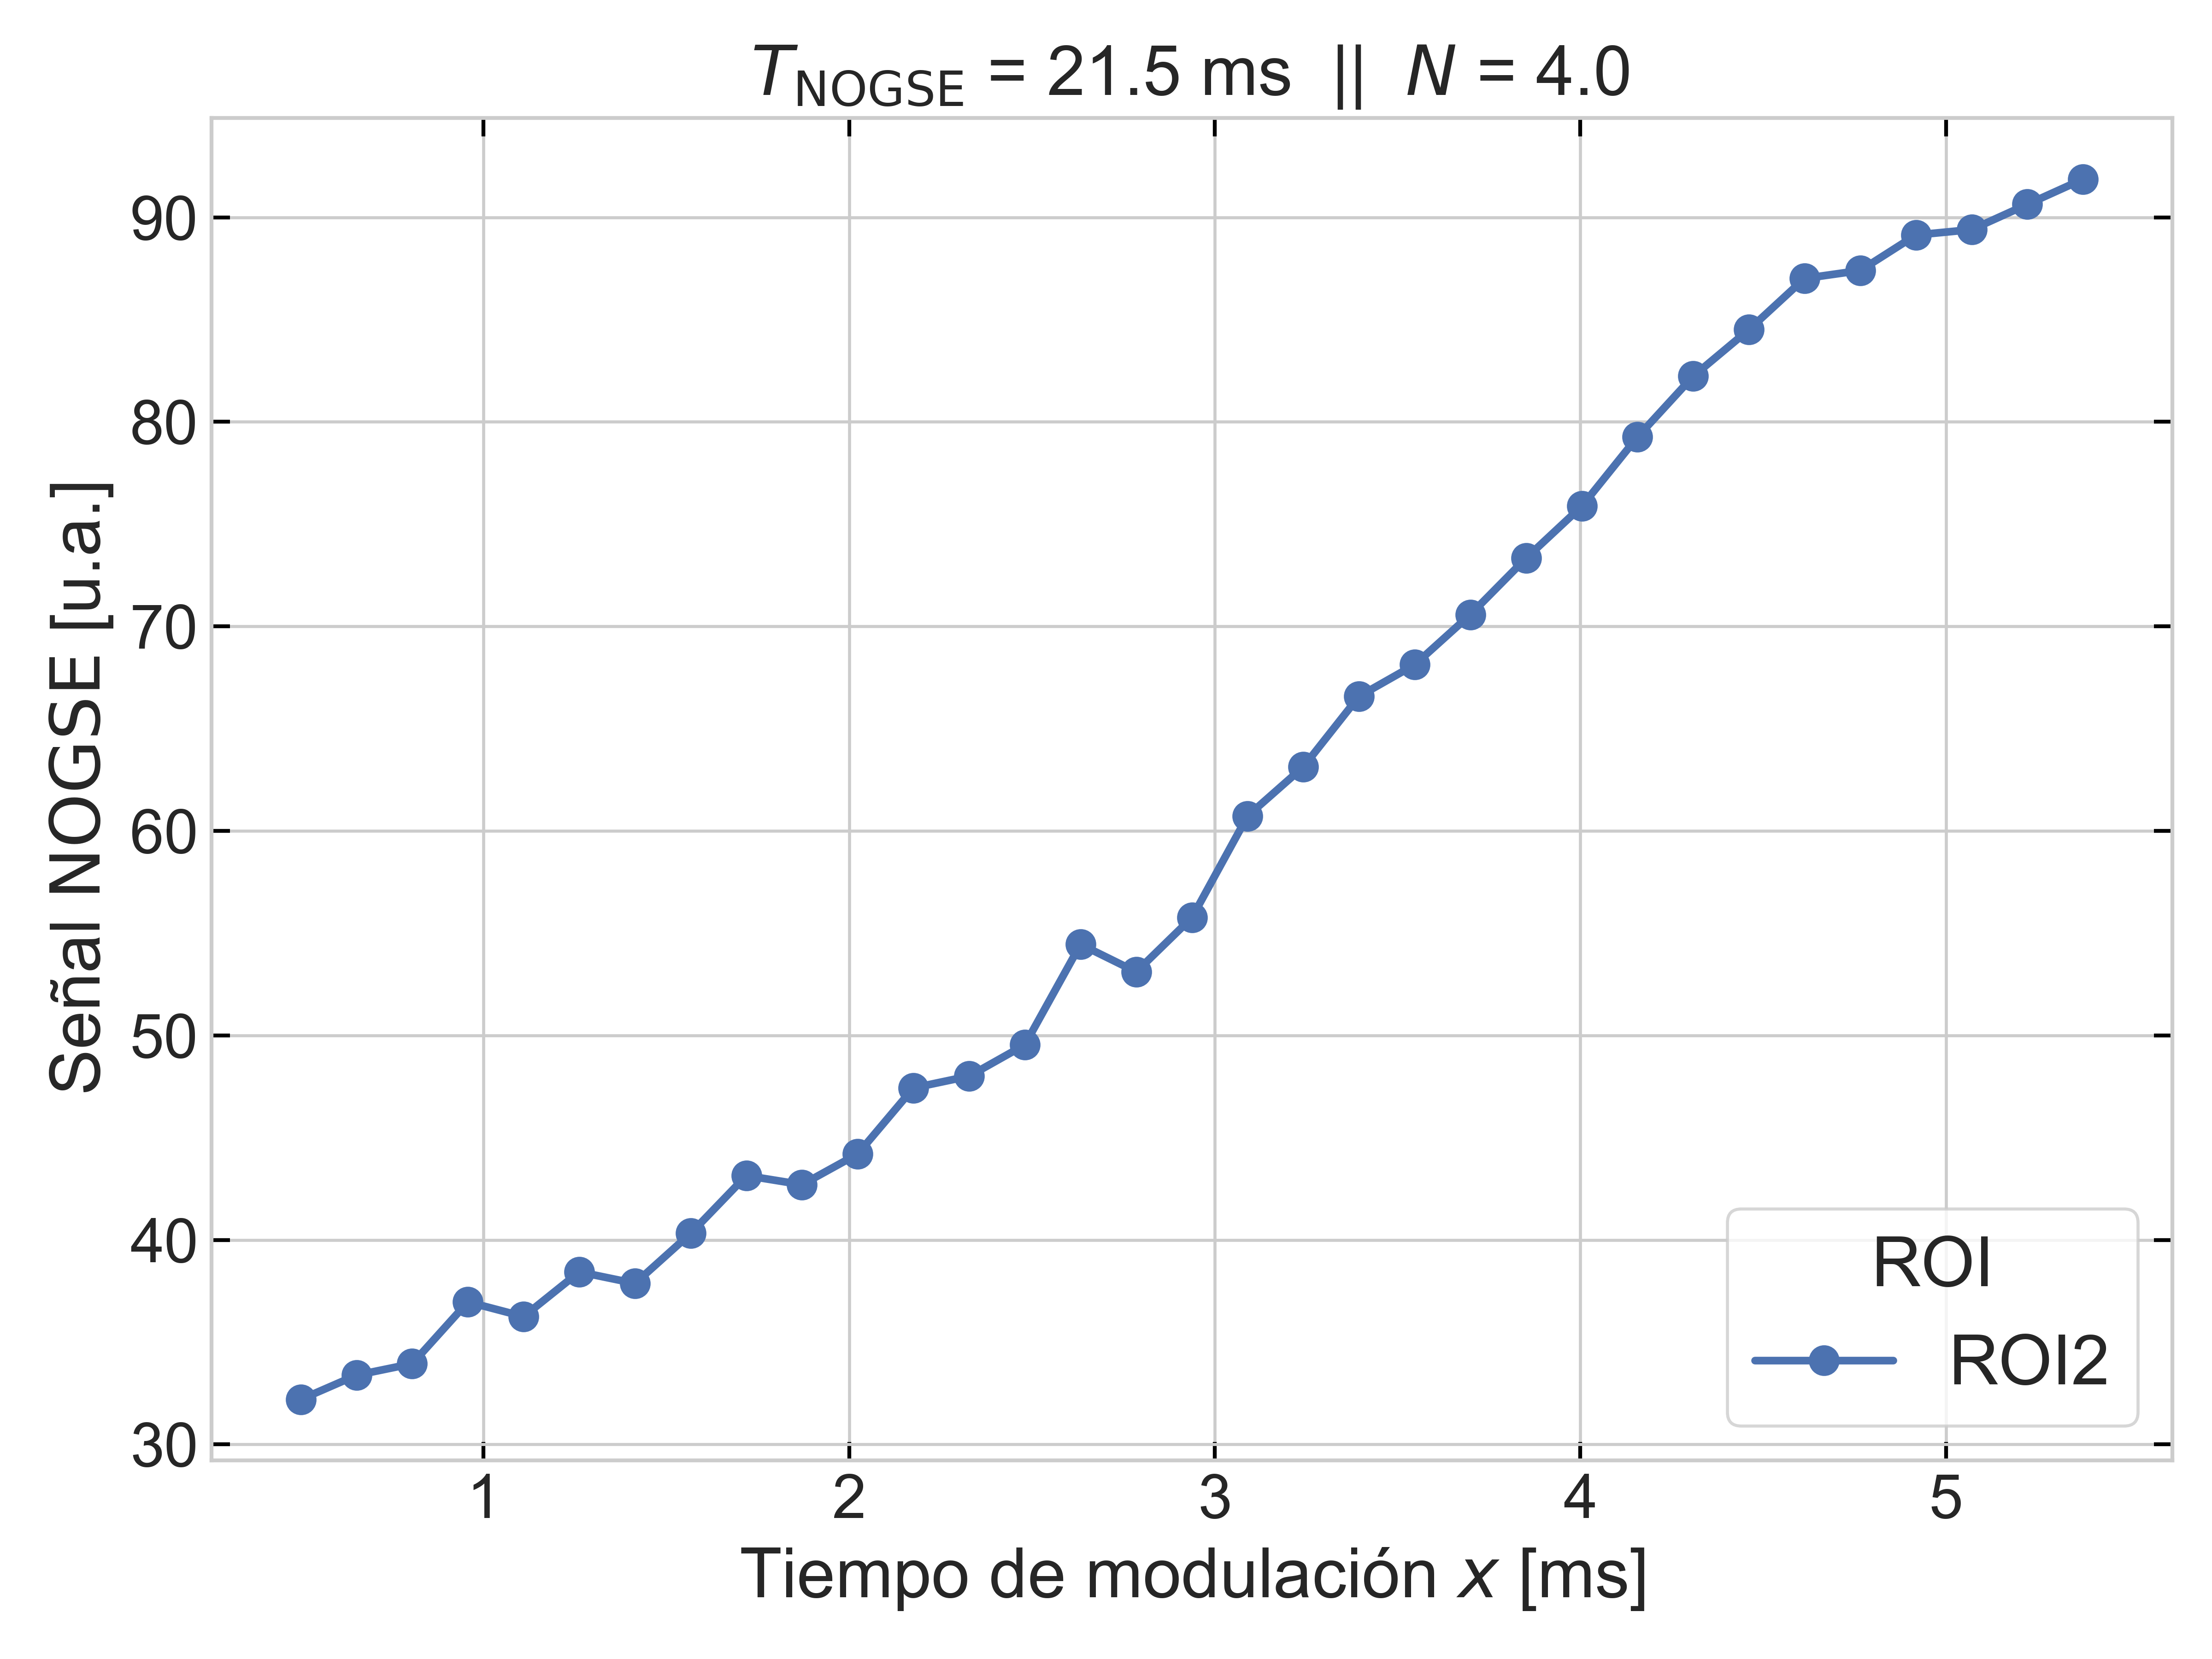 T_NOGSE = 21.5 ms || N = 4.0
Señal NOGSE [u.a.]
90
80
70
60
50
40
30
ROI
ROI2
1 2 3 4 5
Tiempo de modulación x [ms]